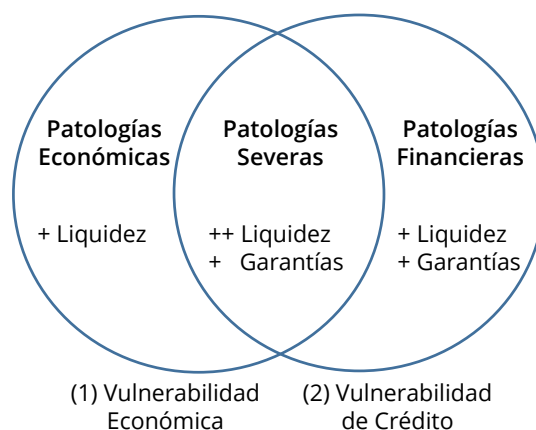 Patologías
Económicas
+ Liquidez
Patologías
Severas
++ Liquidez
+ Garantías
Patologías
Financieras
+ Liquidez
+ Garantías
(1) Vulnerabilidad
Económica
(2) Vulnerabilidad
de Crédito